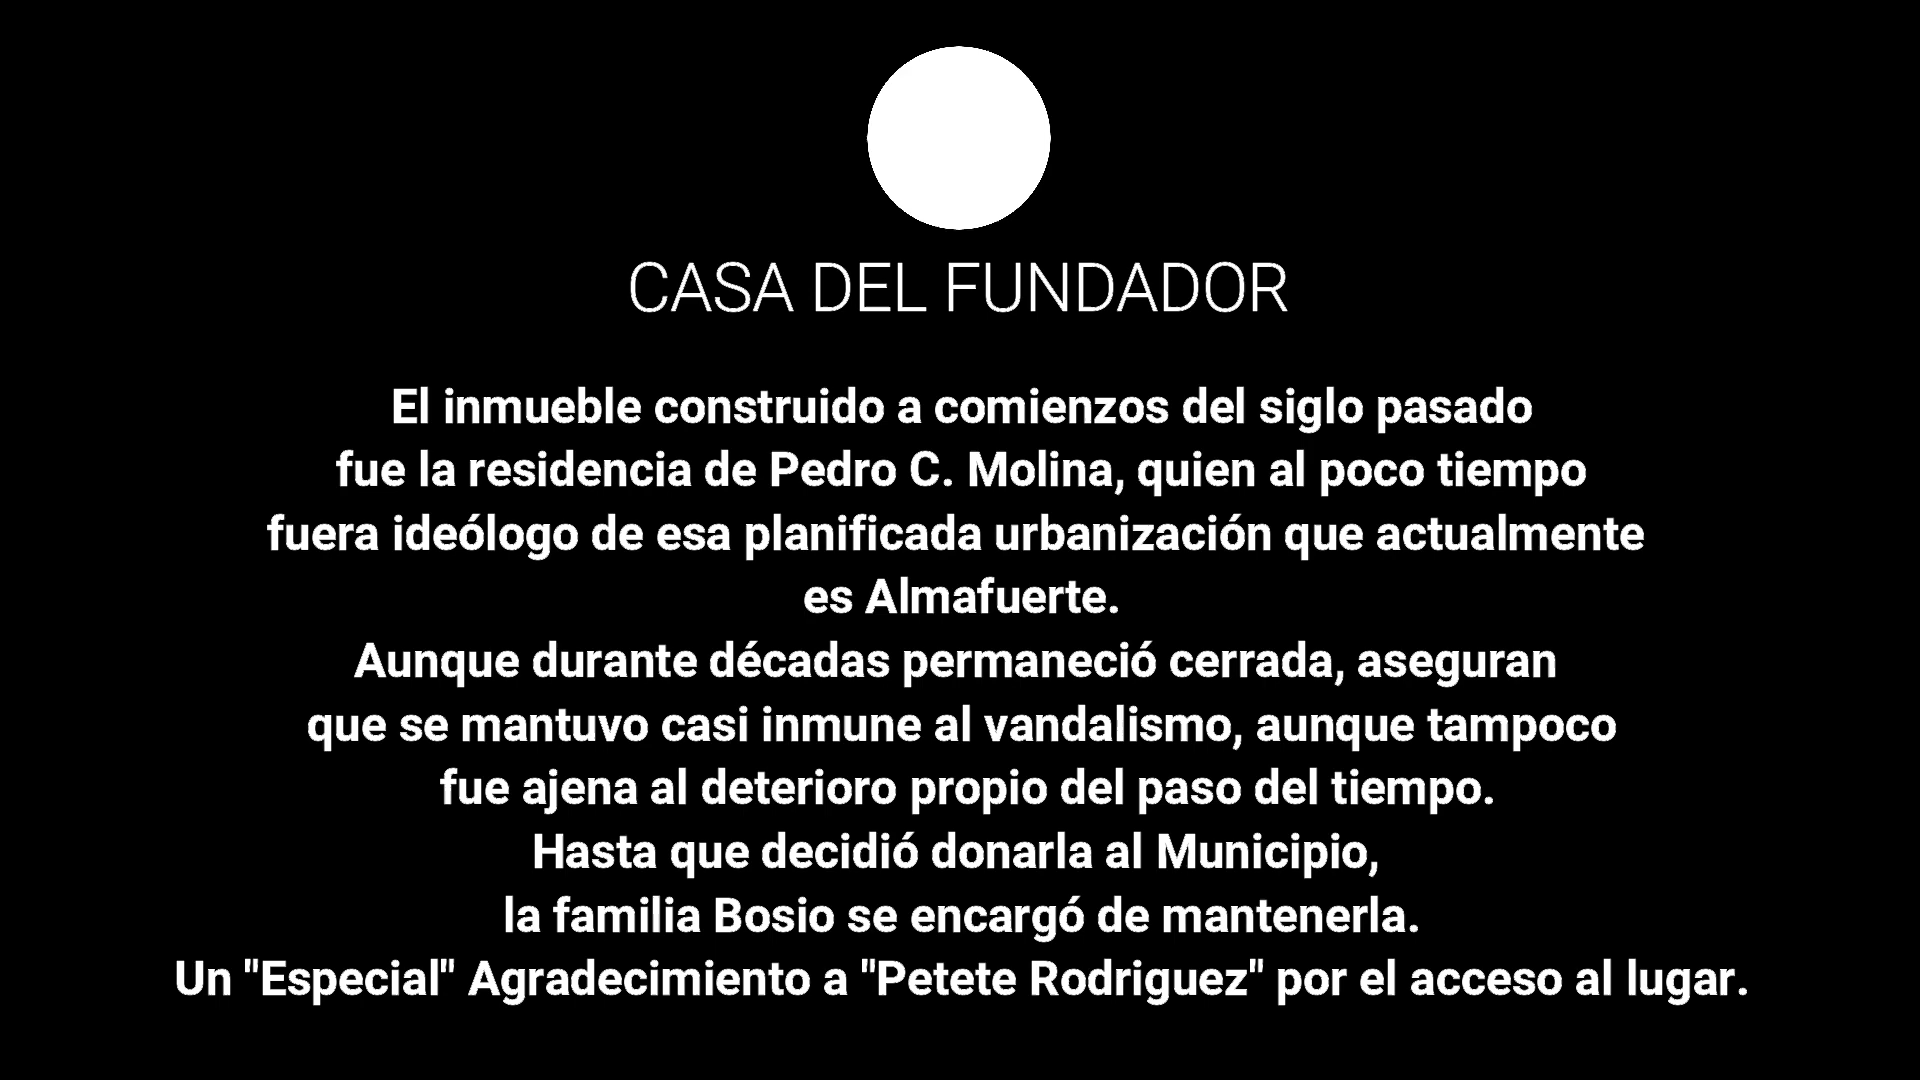 CASA DEL FUNDADOR
El inmueble construido a comienzos del siglo pasado
fue la residencia de Pedro C. Molina, quien al poco tiempo
fuera ideólogo de esa planificada urbanización que actualmente
es Almafuerte.
Aunque durante décadas permaneció cerrada, aseguran
que se mantuvo casi inmune al vandalismo, aunque tampoco
fue ajena al deterioro propio del paso del tiempo.
Hasta que decidió donarla al Municipio,
la familia Bosio se encargó de mantenerla.
Un "Especial" Agradecimiento a "Petete Rodriguez" por el acceso al lugar.